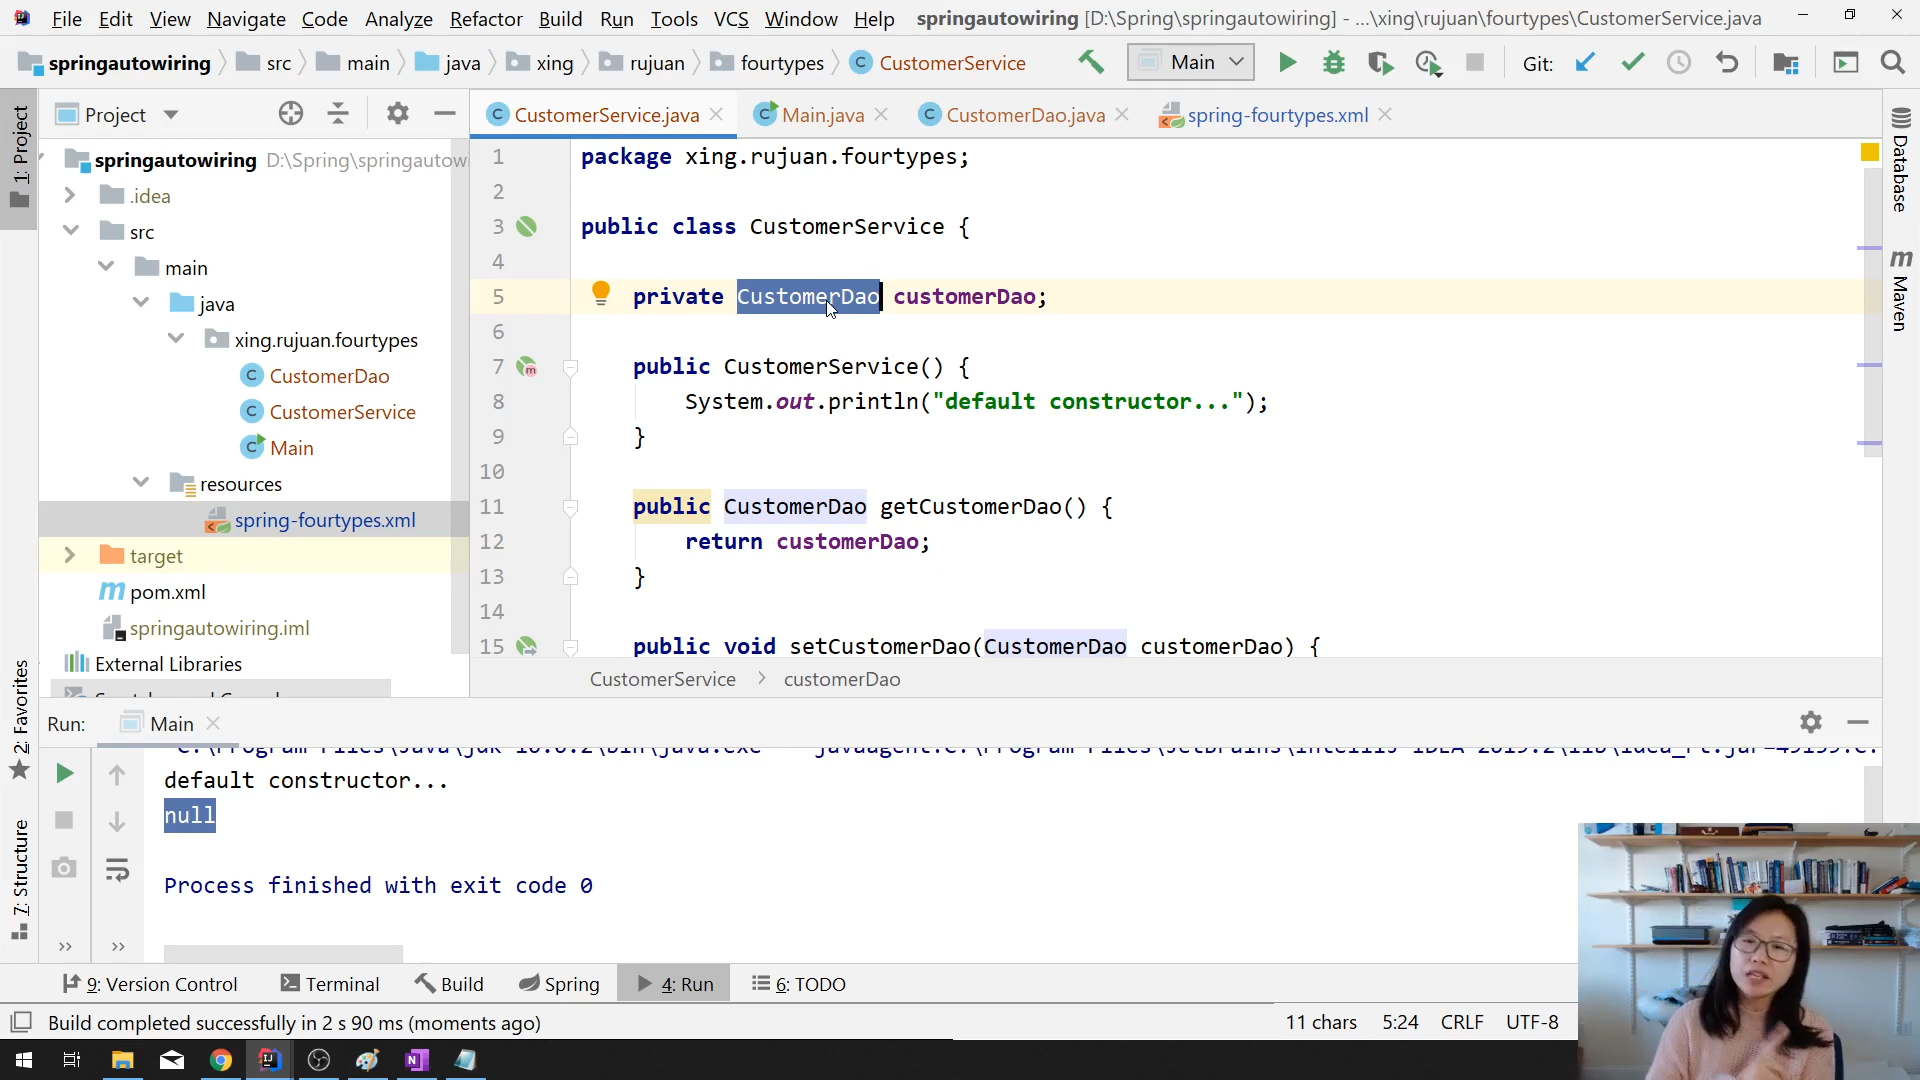 File Edit View Navigate Code Analyze Refactor Build Run Tools VCS Window Help springautowiring [D:\Spring\springautowiring] - ...\xing\rujuan\fourtypes\CustomerService.java
springautowiring src main java xing rujuan fourtypes CustomerService Main Git:
Project
CustomerService.java Main.java CustomerDao.java spring-fourtypes.xml
1: Project
2: Favorites
7: Structure
Database
Maven
springautowiring D:\Spring\springautow
.idea
src
main
java
xing.rujuan.fourtypes
CustomerDao
CustomerService
Main
resources
spring-fourtypes.xml
target
pom.xml
springautowiring.iml
External Libraries
1 package xing.rujuan.fourtypes;
2
3 public class CustomerService {
4
5 private CustomerDao customerDao;
6
7 public CustomerService() {
8 System.out.println("default constructor...");
9 }
10
11 public CustomerDao getCustomerDao() {
12 return customerDao;
13 }
14
15 public void setCustomerDao(CustomerDao customerDao) {
CustomerService customerDao
Run: Main
default constructor...
null
Process finished with exit code 0
9: Version Control Terminal Build Spring 4: Run 6: TODO
Build completed successfully in 2 s 90 ms (moments ago) 11 chars 5:24 CRLF UTF-8